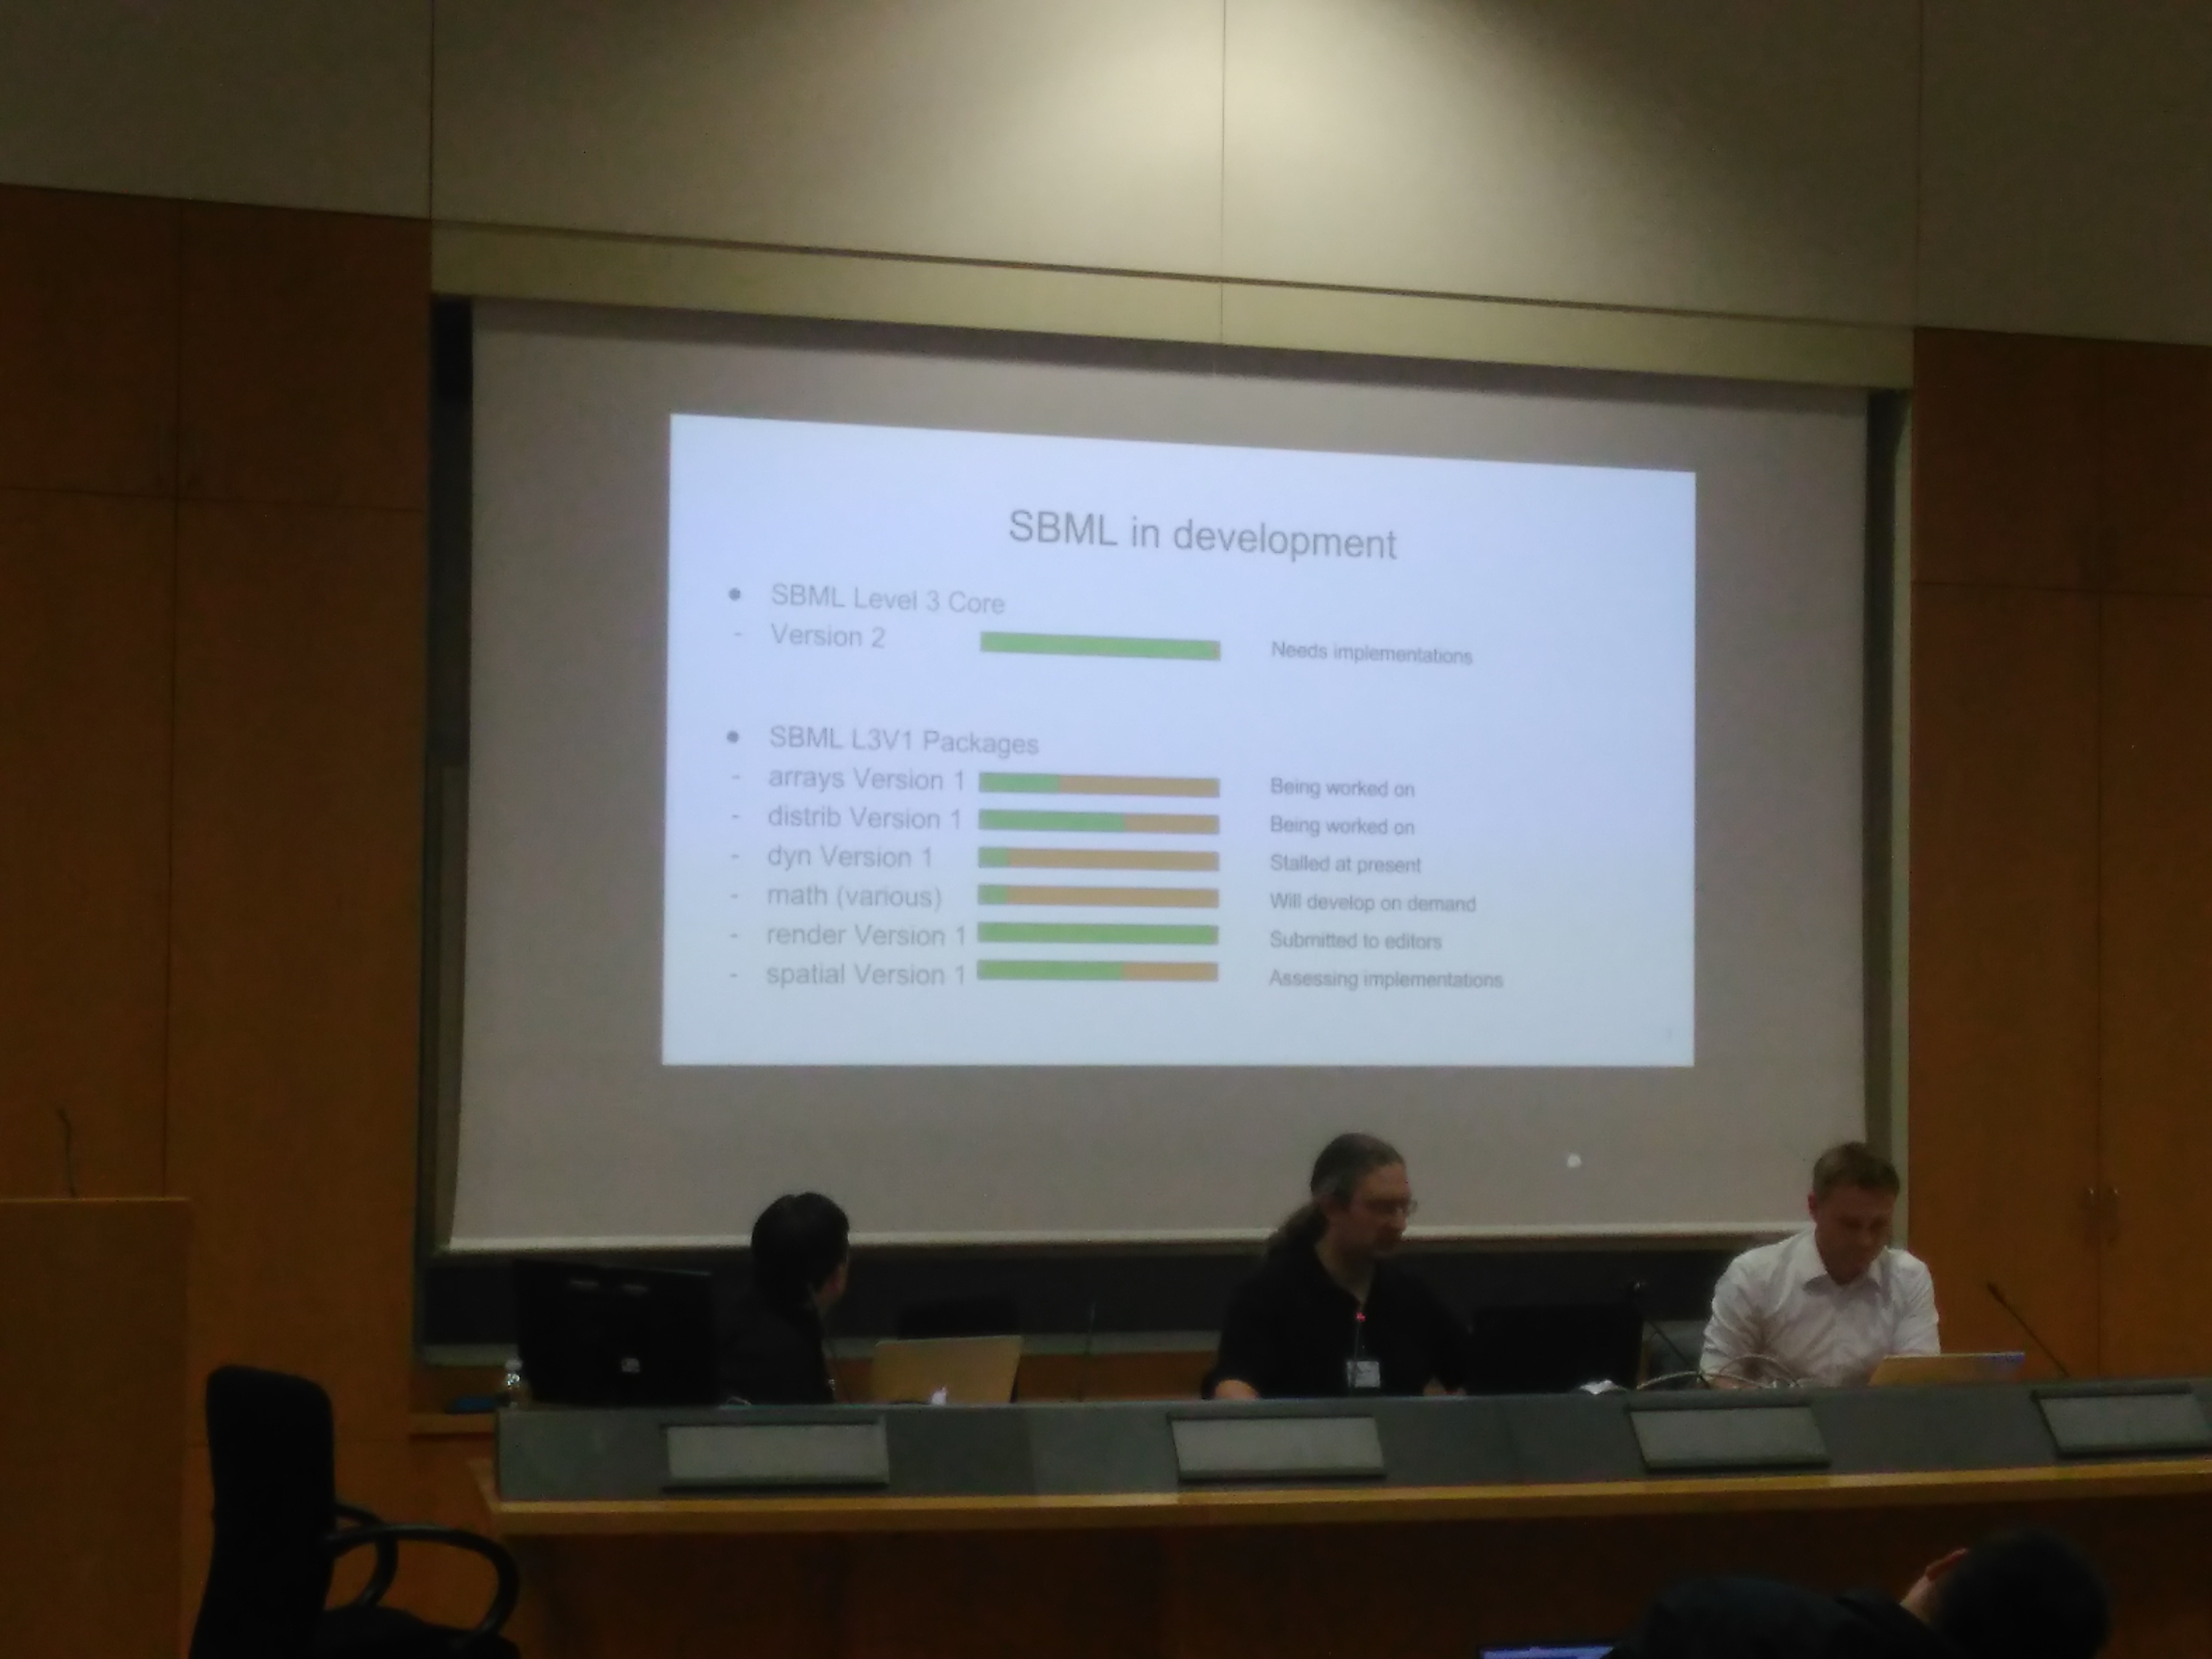 SBML in development
● SBML Level 3 Core
- Version 2 Needs implementations
● SBML L3V1 Packages
- arrays Version 1 Being worked on
- distrib Version 1 Being worked on
- dyn Version 1 Stalled at present
- math (various) Will develop on demand
- render Version 1 Submitted to editors
- spatial Version 1 Assessing implementations